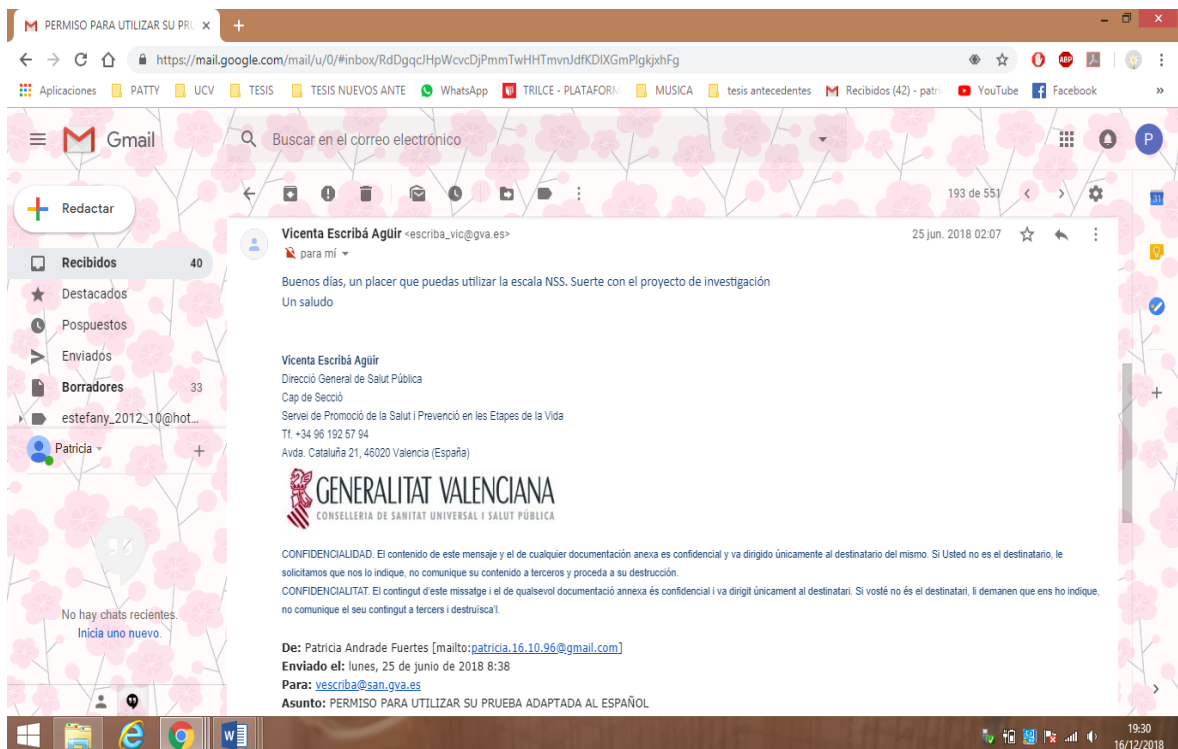 PERMISO PARA UTILIZAR SU PRU
https://mail.google.com/mail/u/0/#inbox/RdDgqcJHpWcvcDjPmmTwHHTmvnJdfKDlXGmPlgkjxhFg
ABP
Aplicaciones PATTY UCV TESIS TESIS NUEVOS ANTE WhatsApp TRILCE - PLATAFORM MUSICA tesis antecedentes Recibidos (42) - patri YouTube Facebook »
Gmail
Buscar en el correo electrónico
P
Redactar
193 de 551
31
Vicenta Escribá Agüir <escriba_vic@gva.es>
25 jun. 2018 02:07
para mí
Recibidos 40
Destacados
Pospuestos
Enviados
Borradores 33
estefany_2012_10@hot...
Patricia
No hay chats recientes.
Inicia uno nuevo.
Buenos días, un placer que puedas utilizar la escala NSS. Suerte con el proyecto de investigación
Un saludo
Vicenta Escribá Agüir
Direcció General de Salut Pública
Cap de Secció
Servei de Promoció de la Salut i Prevenció en les Etapes de la Vida
Tf. +34 96 192 57 94
Avda. Cataluña 21, 46020 Valencia (España)
GENERALITAT VALENCIANA
CONSELLERIA DE SANITAT UNIVERSAL I SALUT PÚBLICA
CONFIDENCIALIDAD. El contenido de este mensaje y el de cualquier documentación anexa es confidencial y va dirigido únicamente al destinatario del mismo. Si Usted no es el destinatario, le
solicitamos que nos lo indique, no comunique su contenido a terceros y proceda a su destrucción.
CONFIDENCIALITAT. El contingut d'este missatge i el de qualsevol documentació annexa és confidencial i va dirigit únicament al destinatari. Si vosté no és el destinatari, li demanen que ens ho indique,
no comunique el seu contingut a tercers i destruïsca'l.
De: Patricia Andrade Fuertes [mailto:patricia.16.10.96@gmail.com]
Enviado el: lunes, 25 de junio de 2018 8:38
Para: vescriba@san.gva.es
Asunto: PERMISO PARA UTILIZAR SU PRUEBA ADAPTADA AL ESPAÑOL
19:30
16/12/2018